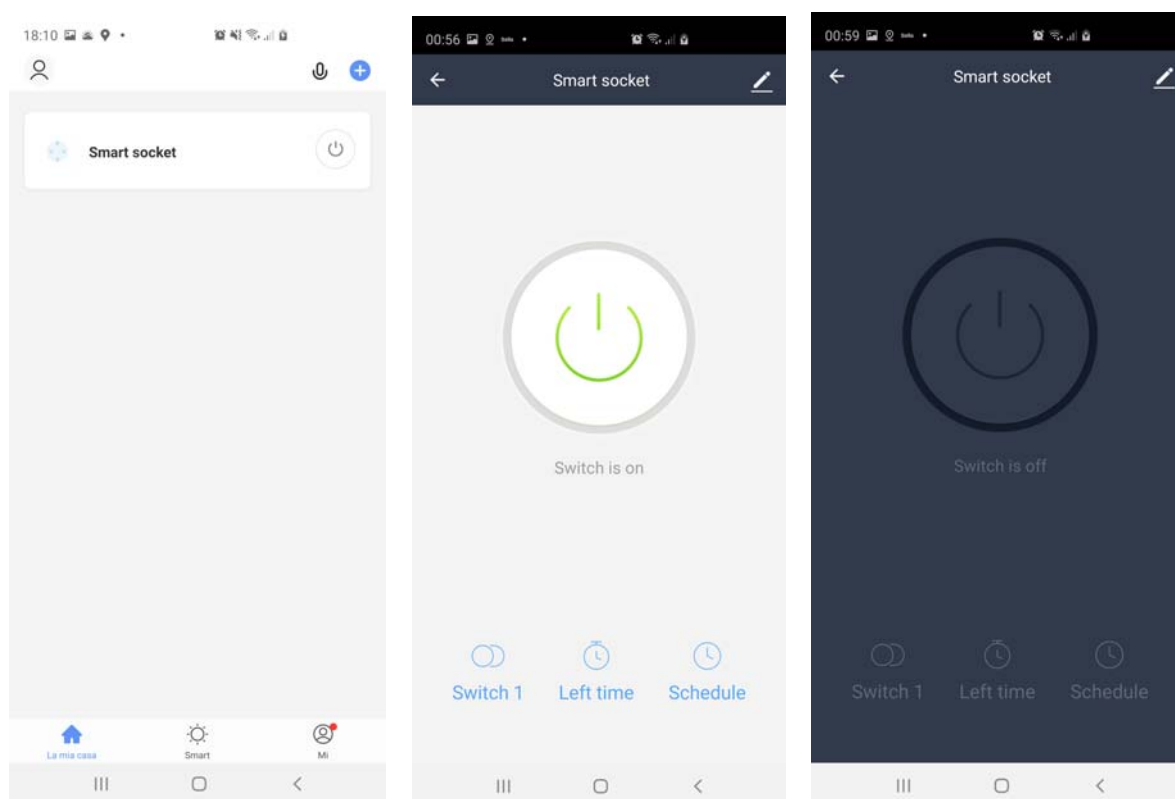 18:10
Smart socket
La mia casa
Smart
Mi
00:56
Smart socket
Switch is on
Switch 1
Left time
Schedule
00:59
Smart socket
Switch is off
Switch 1
Left time
Schedule